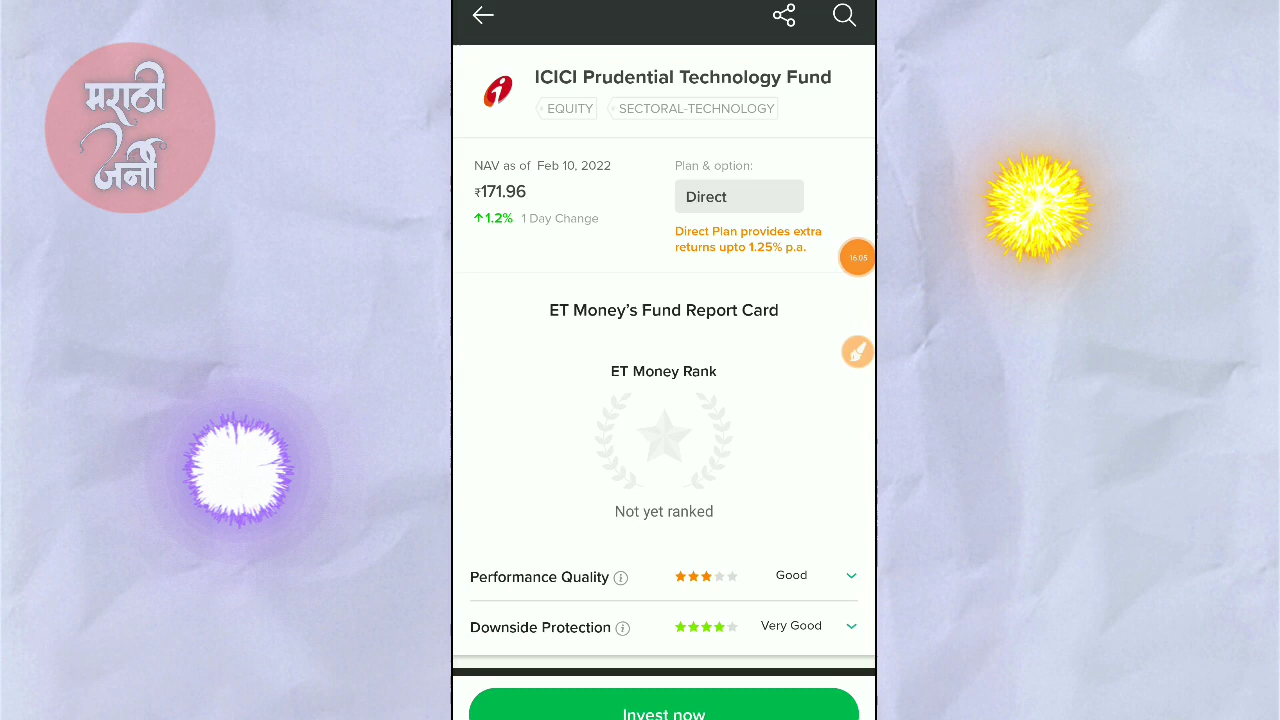 मराठी
जनी
ICICI Prudential Technology Fund
EQUITY
SECTORAL-TECHNOLOGY
NAV as of Feb 10, 2022
₹171.96
↑1.2% 1 Day Change
Plan & option:
Direct
Direct Plan provides extra
returns upto 1.25% p.a.
16:05
ET Money's Fund Report Card
ET Money Rank
Not yet ranked
Performance Quality
Good
Downside Protection
Very Good
Invest now